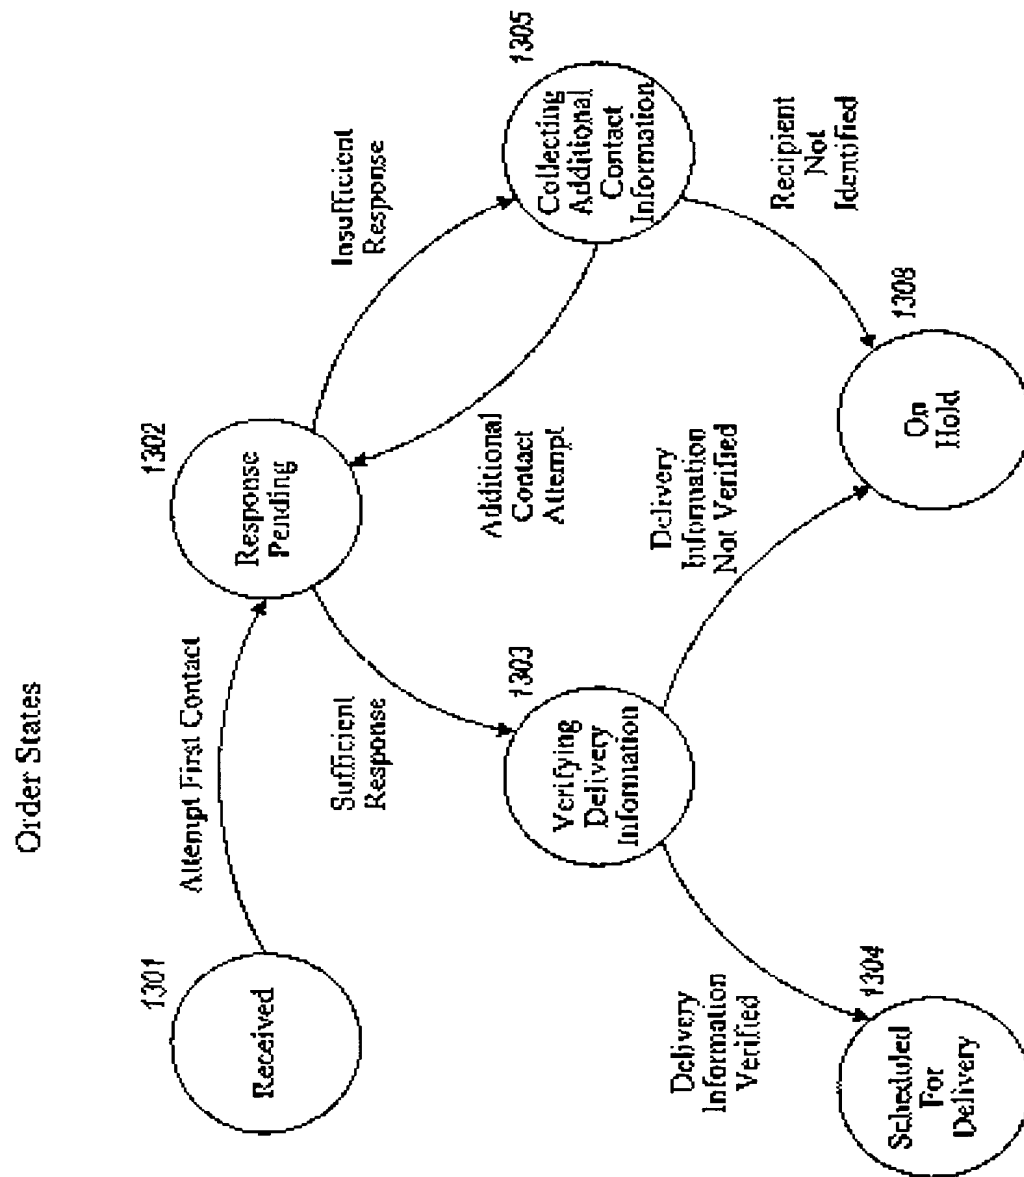 Order States
1301
Received
Attempt First Contact
1302
Response
Pending
Insufficient
Response
1305
Collecting
Additional
Contact
Information
Sufficient
Response
1303
Verifying
Delivery
Information
Additional
Contact
Attempt
Recipient
Not
Identified
Delivery
Information
Verified
1304
Scheduled
For
Delivery
Delivery
Information
Not Verified
1308
On
Hold